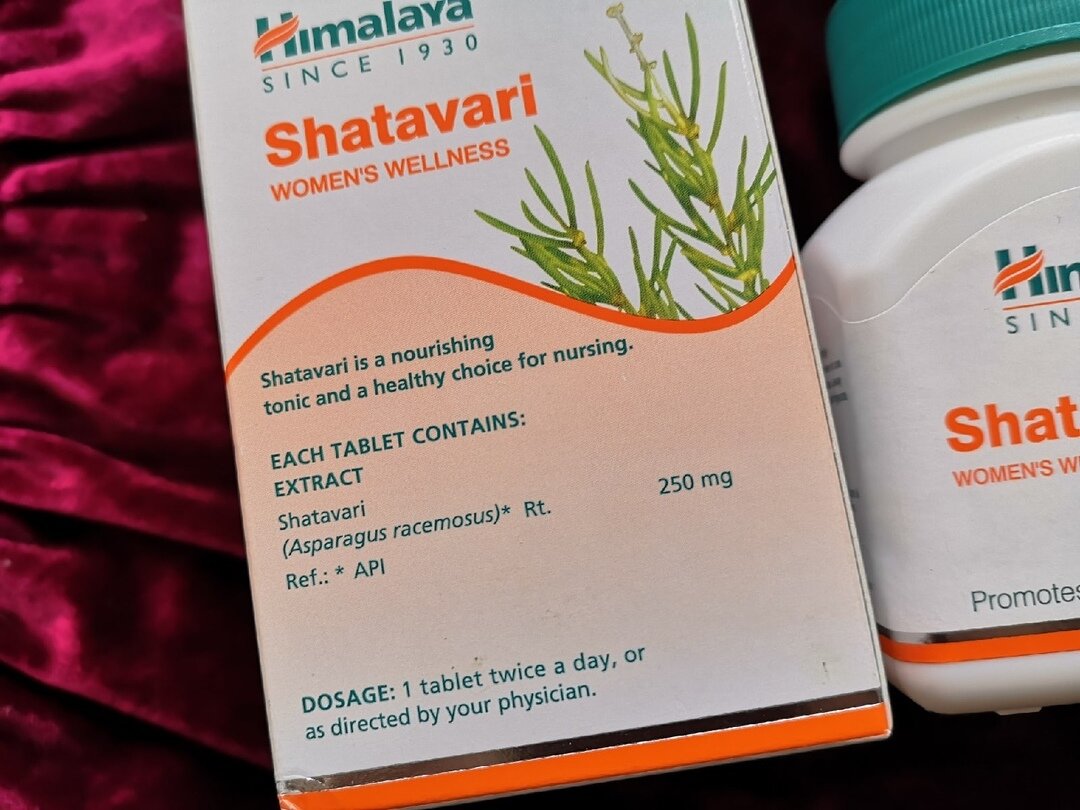 Himalaya
SINCE 1930
Shatavari
WOMEN'S WELLNESS
Shatavari is a nourishing
tonic and a healthy choice for nursing.
EACH TABLET CONTAINS:
EXTRACT
Shatavari
(Asparagus racemosus)* Rt. 250 mg
Ref.: * API
DOSAGE: 1 tablet twice a day, or
as directed by your physician.
Him
SIN
Shat
WOMEN'S W
Promotes